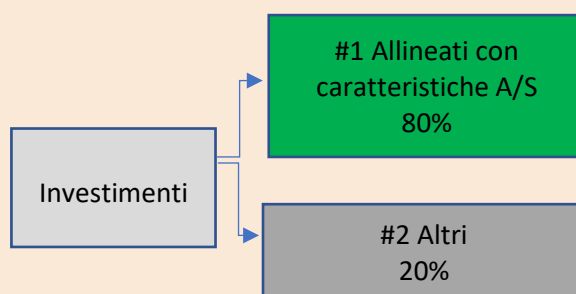 #1 Allineati con
caratteristiche A/S
80%
Investimenti
#2 Altri
20%